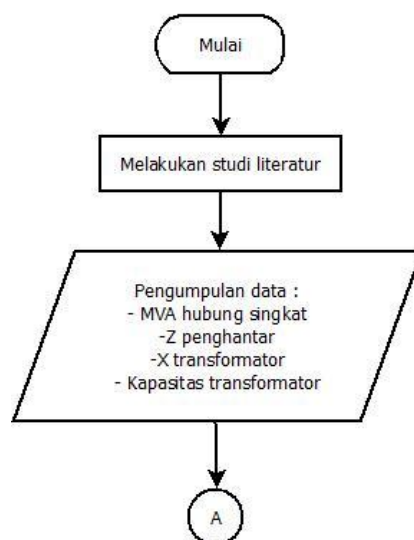 Mulai
Melakukan studi literatur
Pengumpulan data :
- MVA hubung singkat
-Z penghantar
-X transformator
- Kapasitas transformator
A